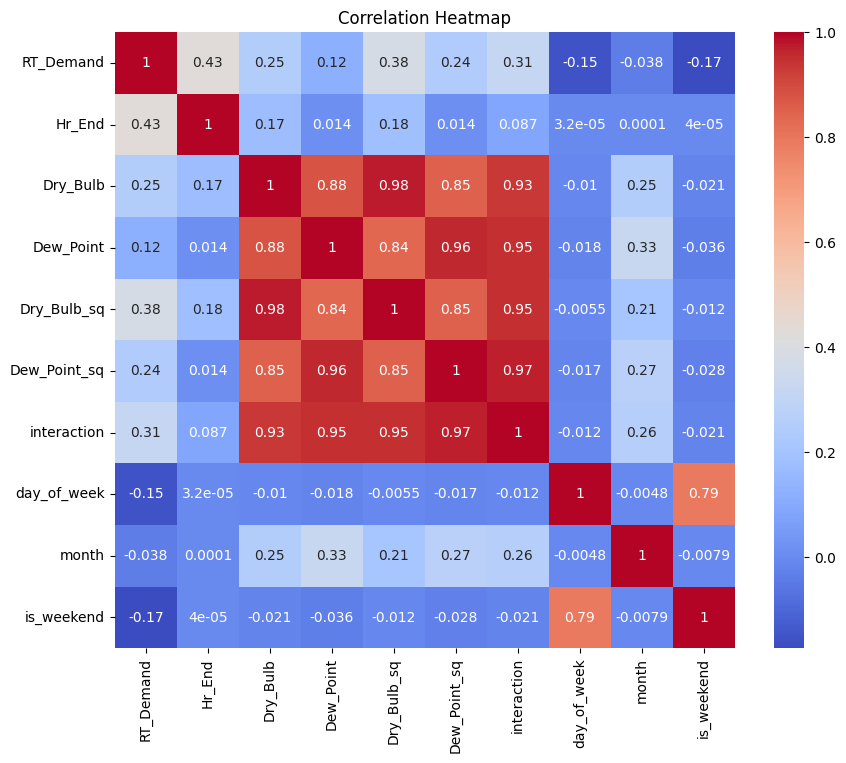 Correlation Heatmap
RT_Demand 1 0.43 0.25 0.12 0.38 0.24 0.31 -0.15 -0.038 -0.17
Hr_End 0.43 1 0.17 0.014 0.18 0.014 0.087 3.2e-05 0.0001 4e-05
Dry_Bulb 0.25 0.17 1 0.88 0.98 0.85 0.93 -0.01 0.25 -0.021
Dew_Point 0.12 0.014 0.88 1 0.84 0.96 0.95 -0.018 0.33 -0.036
Dry_Bulb_sq 0.38 0.18 0.98 0.84 1 0.85 0.95 -0.0055 0.21 -0.012
Dew_Point_sq 0.24 0.014 0.85 0.96 0.85 1 0.97 -0.017 0.27 -0.028
interaction 0.31 0.087 0.93 0.95 0.95 0.97 1 -0.012 0.26 -0.021
day_of_week -0.15 3.2e-05 -0.01 -0.018 -0.0055 -0.017 -0.012 1 -0.0048 0.79
month -0.038 0.0001 0.25 0.33 0.21 0.27 0.26 -0.0048 1 -0.0079
is_weekend -0.17 4e-05 -0.021 -0.036 -0.012 -0.028 -0.021 0.79 -0.0079 1
RT_Demand
Hr_End
Dry_Bulb
Dew_Point
Dry_Bulb_sq
Dew_Point_sq
interaction
day_of_week
month
is_weekend
1.0
0.8
0.6
0.4
0.2
0.0